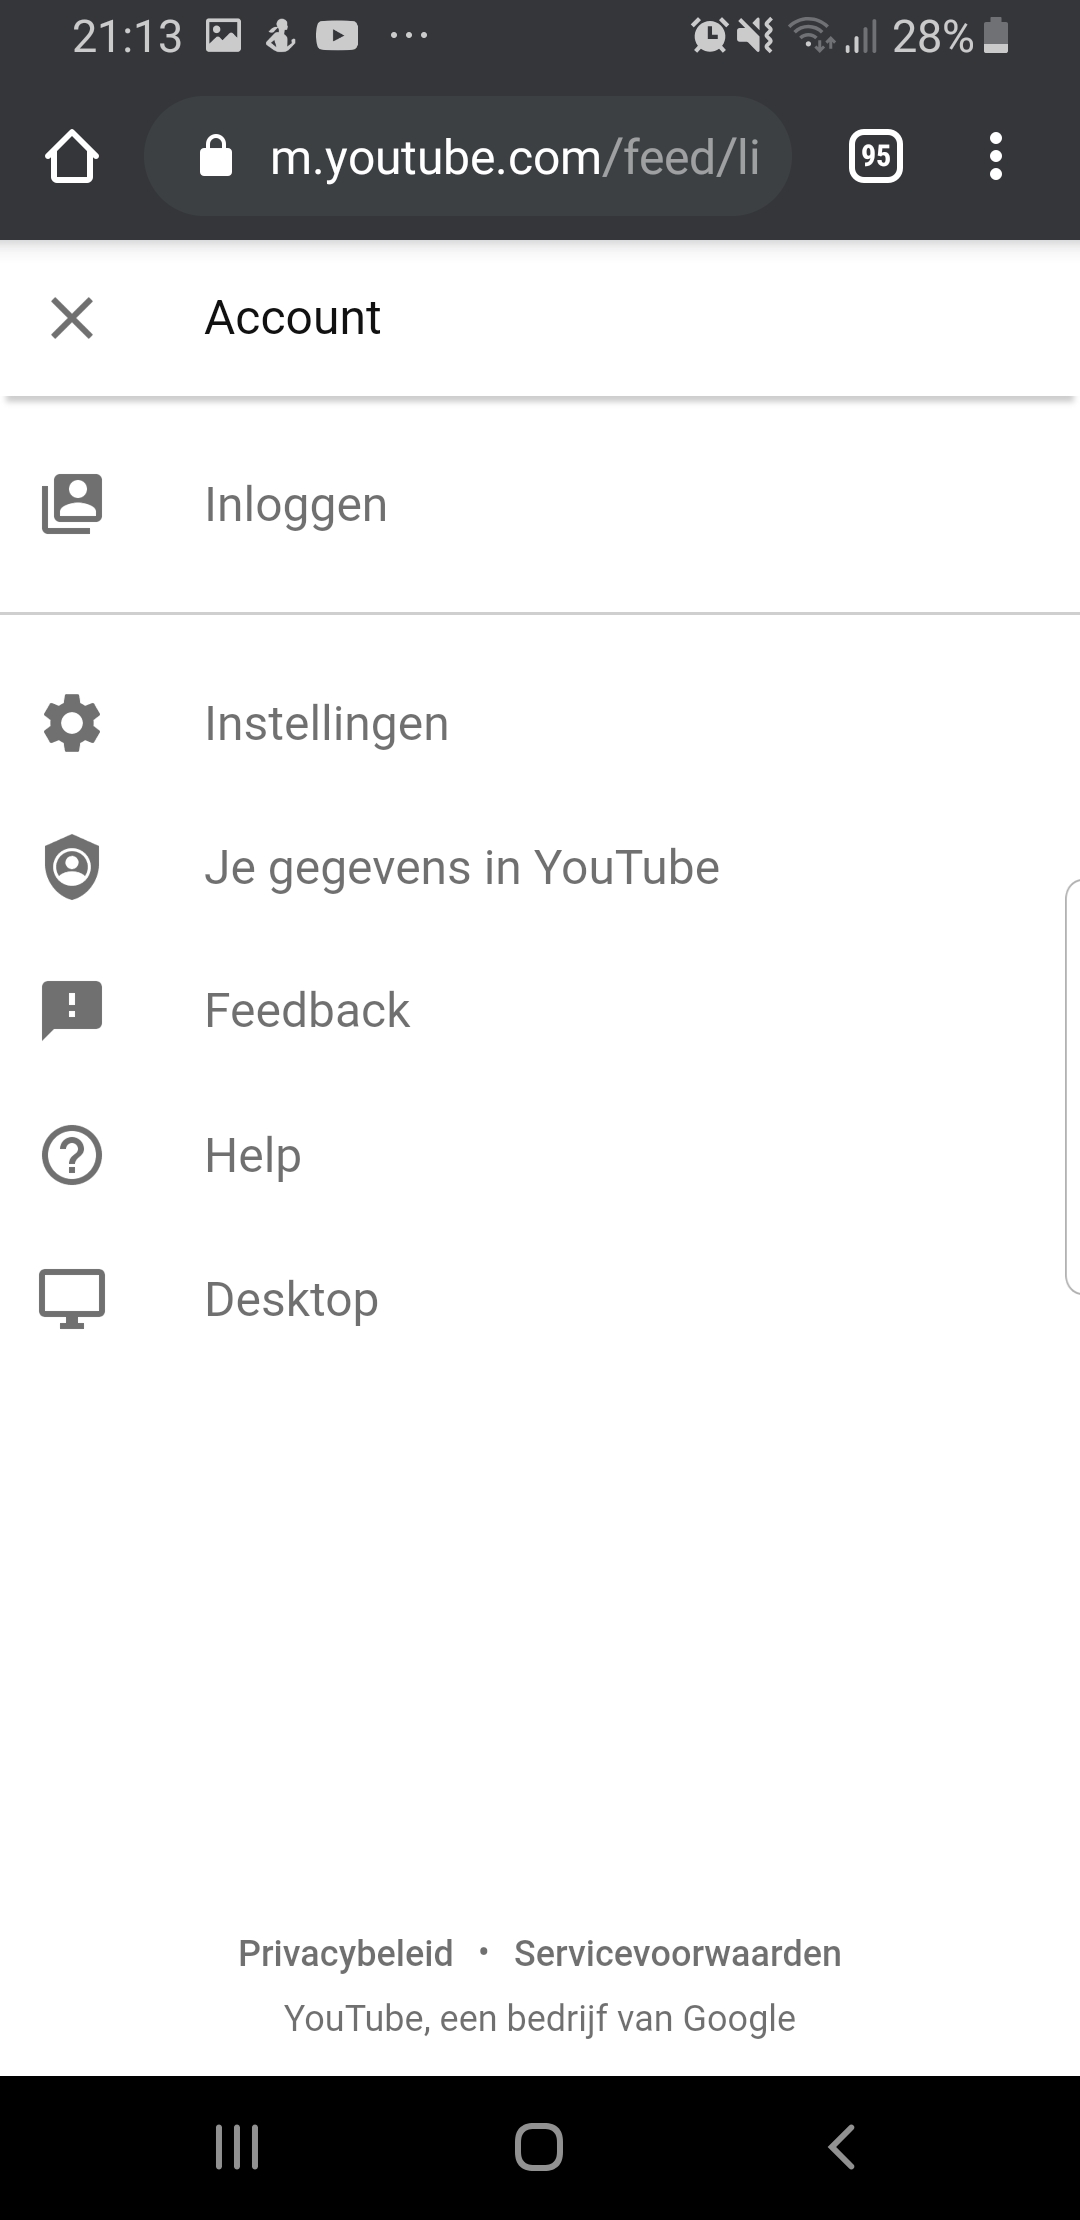 21:13 28%
m.youtube.com/feed/li 95
Account
Inloggen
Instellingen
Je gegevens in YouTube
Feedback
Help
Desktop
Privacybeleid • Servicevoorwaarden
YouTube, een bedrijf van Google